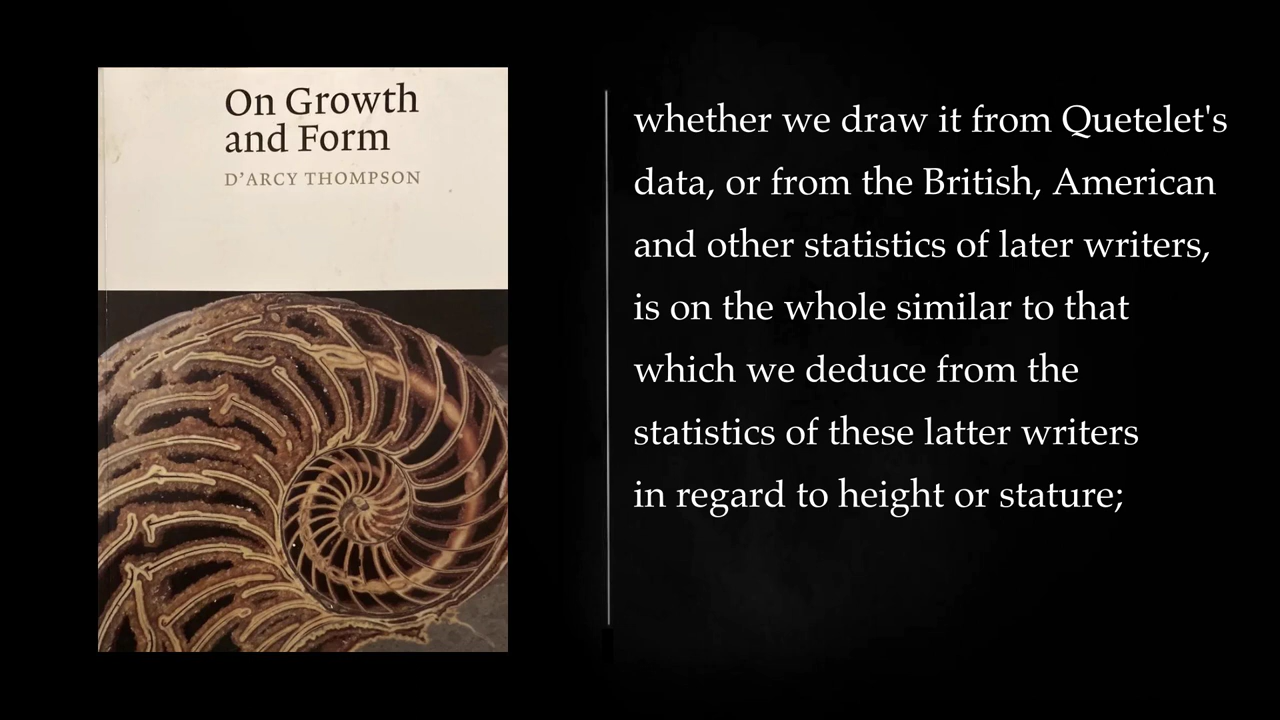 On Growth
and Form
D'ARCY THOMPSON
whether we draw it from Quetelet's
data, or from the British, American
and other statistics of later writers,
is on the whole similar to that
which we deduce from the
statistics of these latter writers
in regard to height or stature;